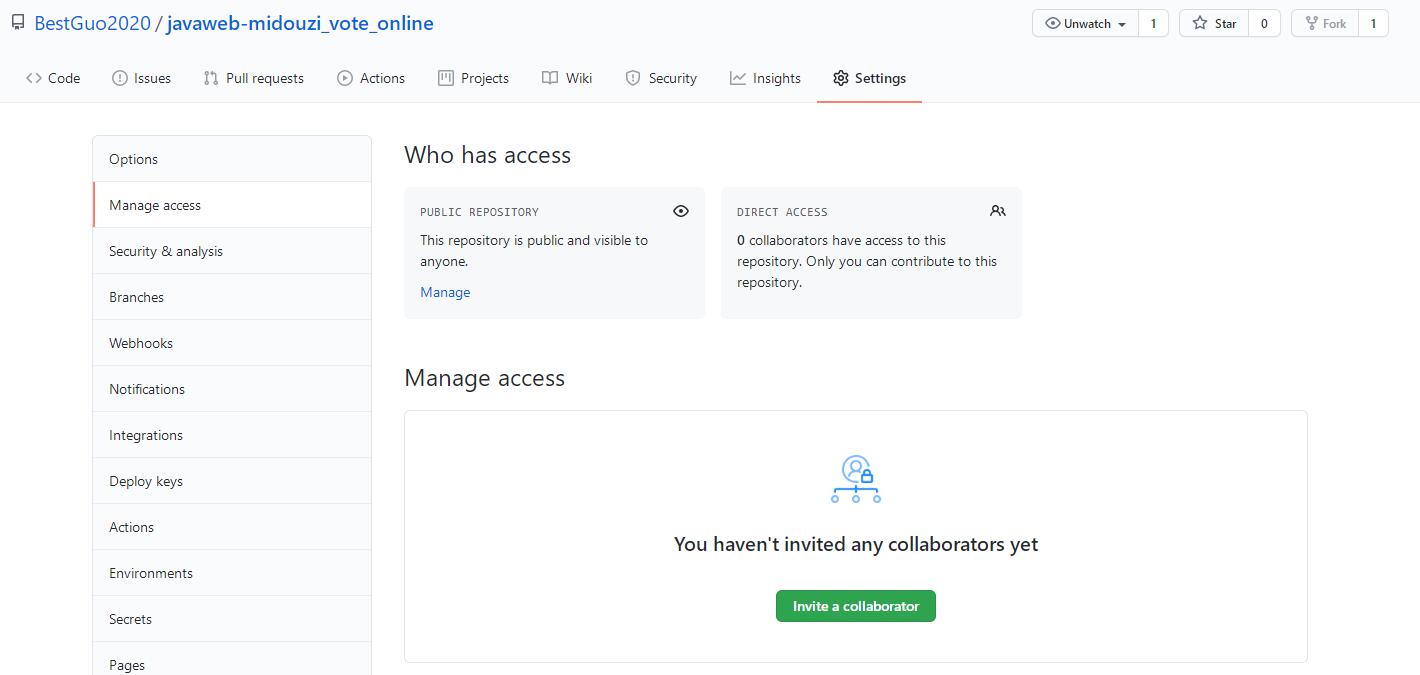 BestGuo2020 / javaweb-midouzi_vote_online
Unwatch 1 Star 0 Fork 1
Code Issues Pull requests Actions Projects Wiki Security Insights Settings
Options
Manage access
Security & analysis
Branches
Webhooks
Notifications
Integrations
Deploy keys
Actions
Environments
Secrets
Pages
Who has access
PUBLIC REPOSITORY
This repository is public and visible to
anyone.
Manage
DIRECT ACCESS
0 collaborators have access to this
repository. Only you can contribute to this
repository.
Manage access
You haven't invited any collaborators yet
Invite a collaborator